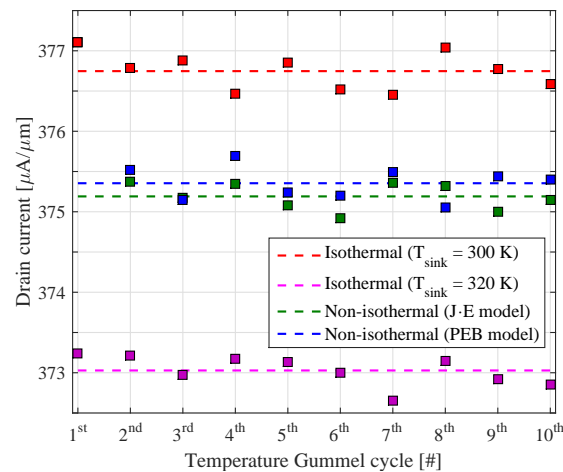 377
376
375
374
373
Drain current [μA/μm]
Isothermal (T_sink = 300 K)
Isothermal (T_sink = 320 K)
Non-isothermal (J·E model)
Non-isothermal (PEB model)
1st 2nd 3rd 4th 5th 6th 7th 8th 9th 10th
Temperature Gummel cycle [#]